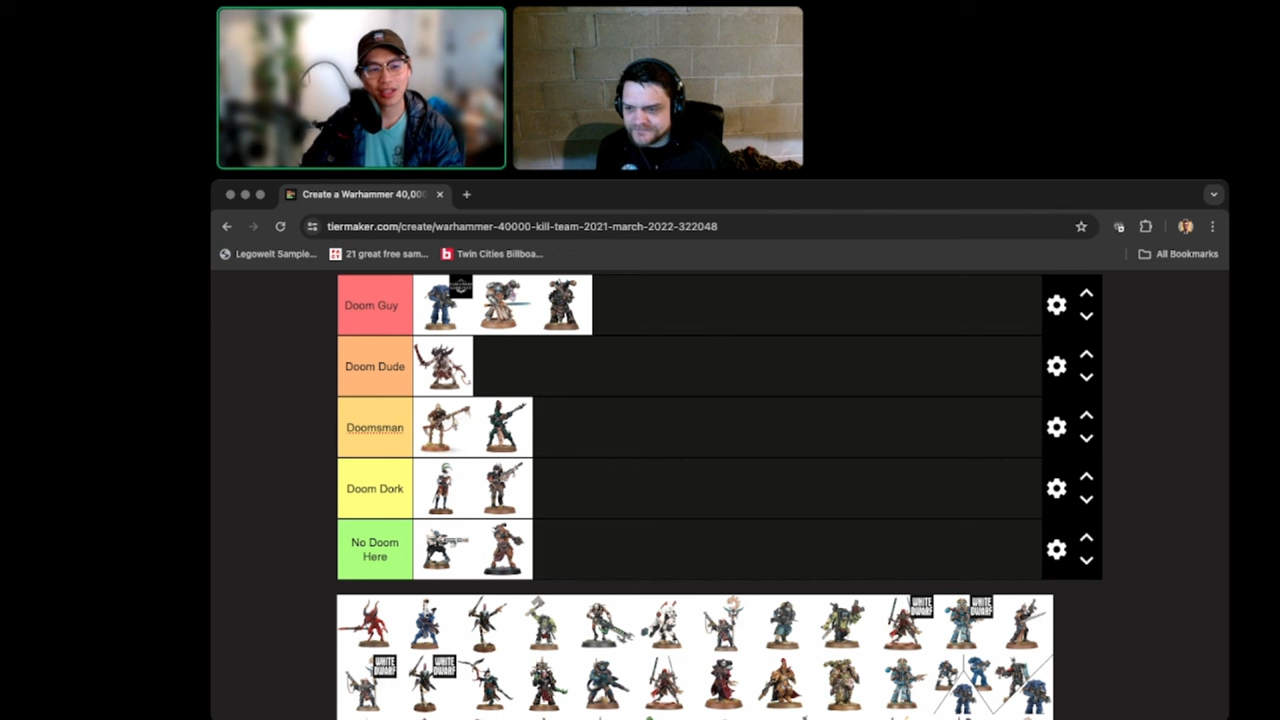 Create a Warhammer 40,00
tiermaker.com/create/warhammer-40000-kill-team-2021-march-2022-322048
Legowelt Sample...
21 great free sam...
Twin Cities Billboa...
All Bookmarks
Doom Guy
Doom Dude
Doomsman
Doom Dork
No Doom
Here
WHITE
DWARF
WHITE
DWARF
WHITE
DWARF
WHITE
DWARF